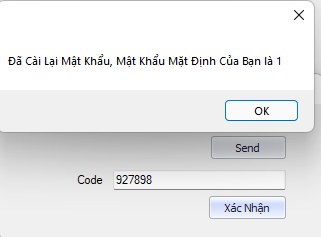 Đã Cài Lại Mật Khẩu, Mật Khẩu Mặt Định Của Bạn là 1
OK
Send
Code 927898
Xác Nhận